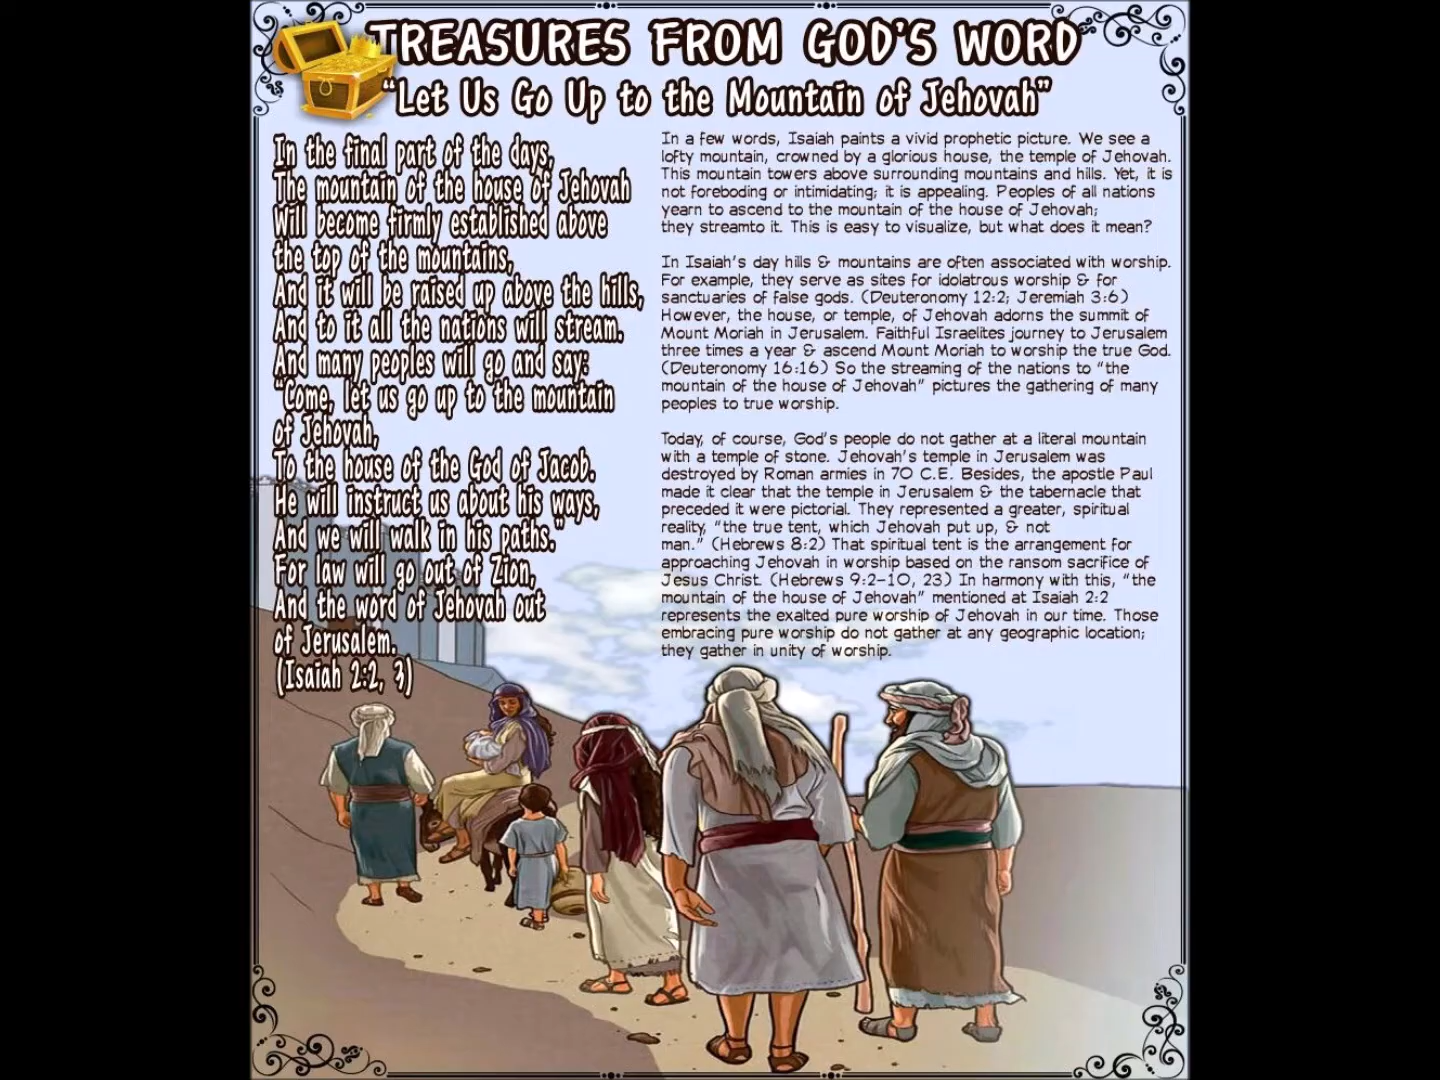 TREASURES FROM GOD'S WORD
"Let Us Go Up to the Mountain of Jehovah"
In the final part of the days,
The mountain of the house of Jehovah
Will become firmly established above
the top of the mountains,
And it will be raised up above the hills,
And to it all the nations will stream.
And many peoples will go and say:
"Come, let us go up to the mountain
of Jehovah,
To the house of the God of Jacob.
He will instruct us about his ways,
And we will walk in his paths."
For law will go out of Zion,
And the word of Jehovah out
of Jerusalem.
(Isaiah 2:2, 3)
In a few words, Isaiah paints a vivid prophetic picture. We see a
lofty mountain, crowned by a glorious house, the temple of Jehovah.
This mountain towers above surrounding mountains and hills. Yet, it is
not foreboding or intimidating; it is appealing. Peoples of all nations
yearn to ascend to the mountain of the house of Jehovah;
they streamto it. This is easy to visualize, but what does it mean?
In Isaiah's day hills & mountains are often associated with worship.
For example, they serve as sites for idolatrous worship & for
sanctuaries of false gods. (Deuteronomy 12:2; Jeremiah 3:6)
However, the house, or temple, of Jehovah adorns the summit of
Mount Moriah in Jerusalem. Faithful Israelites journey to Jerusalem
three times a year & ascend Mount Moriah to worship the true God.
(Deuteronomy 16:16) So the streaming of the nations to "the
mountain of the house of Jehovah" pictures the gathering of many
peoples to true worship.
Today, of course, God's people do not gather at a literal mountain
with a temple of stone. Jehovah's temple in Jerusalem was
destroyed by Roman armies in 70 C.E. Besides, the apostle Paul
made it clear that the temple in Jerusalem & the tabernacle that
preceded it were pictorial. They represented a greater, spiritual
reality, "the true tent, which Jehovah put up, & not
man." (Hebrews 8:2) That spiritual tent is the arrangement for
approaching Jehovah in worship based on the ransom sacrifice of
Jesus Christ. (Hebrews 9:2-10, 23) In harmony with this, "the
mountain of the house of Jehovah" mentioned at Isaiah 2:2
represents the exalted pure worship of Jehovah in our time. Those
embracing pure worship do not gather at any geographic location;
they gather in unity of worship.